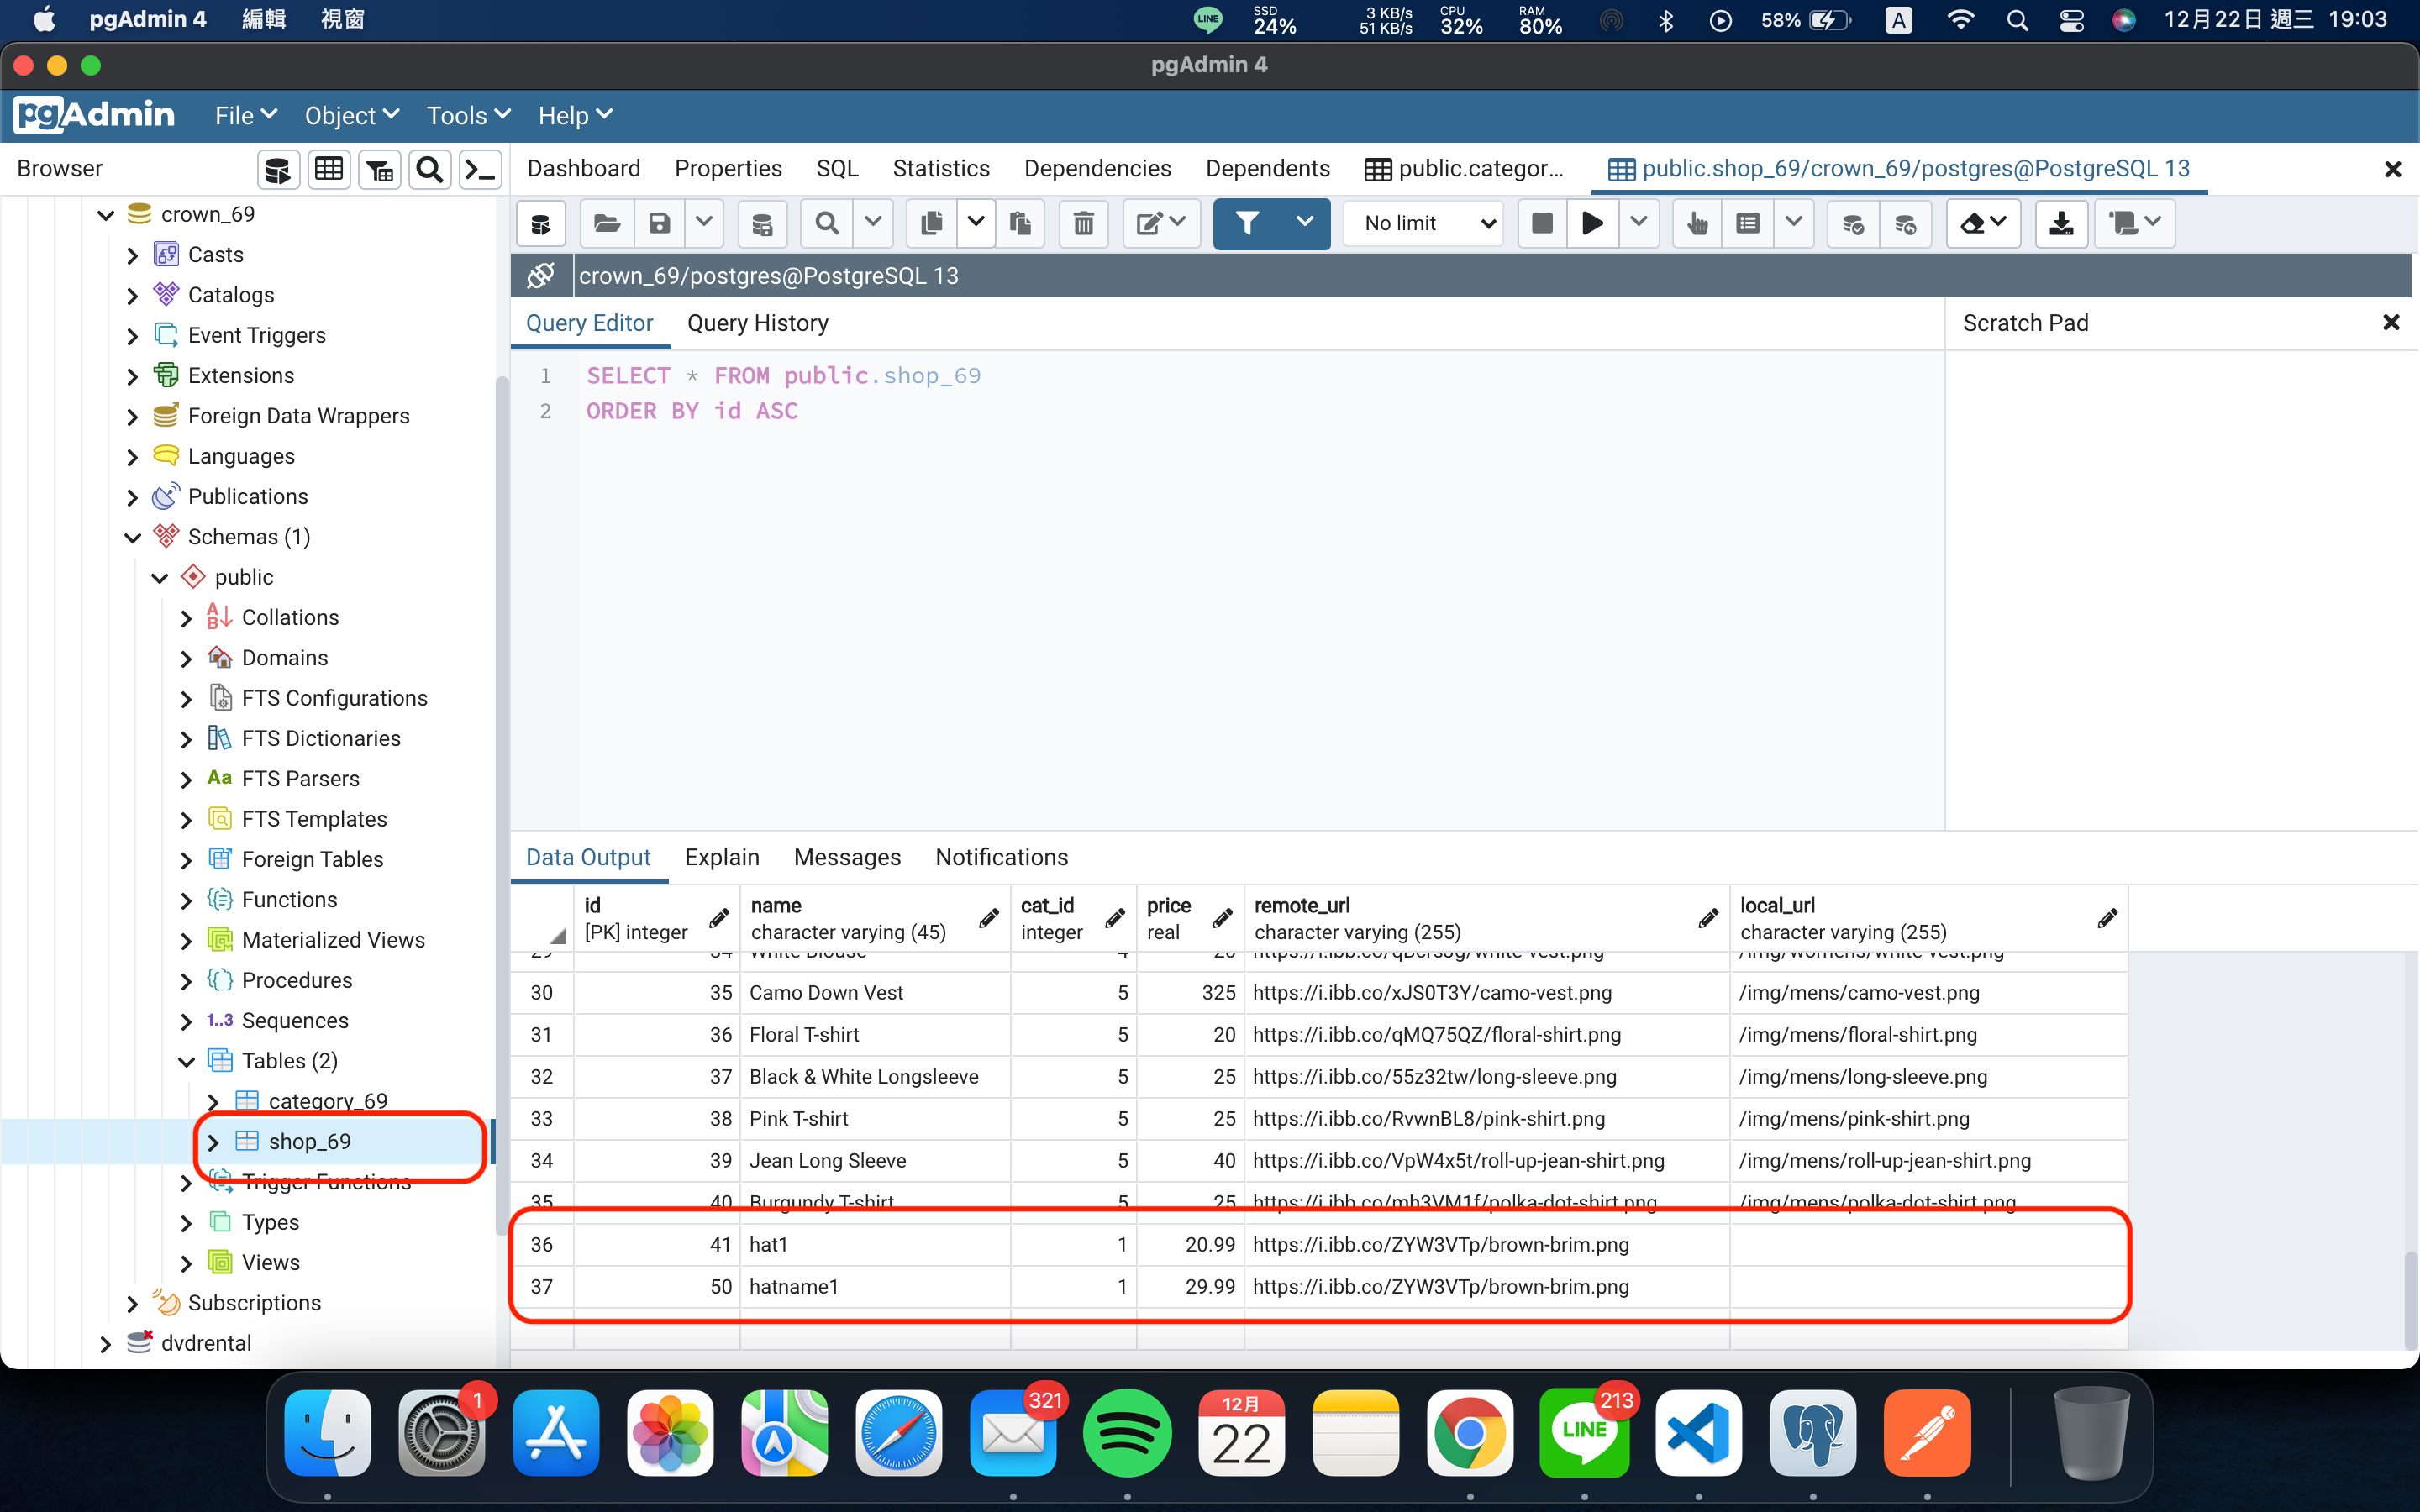 pgAdmin 4 編輯 視窗 LINE SSD 24% 3 KB/s 51 KB/s CPU 32% RAM 80% 58% A 12月22日 週三 19:03
pgAdmin 4
pgAdmin File Object Tools Help
Browser Dashboard Properties SQL Statistics Dependencies Dependents public.categor... public.shop_69/crown_69/postgres@PostgreSQL 13
No limit
crown_69/postgres@PostgreSQL 13
Query Editor Query History Scratch Pad
1 SELECT * FROM public.shop_69
2 ORDER BY id ASC
crown_69
Casts
Catalogs
Event Triggers
Extensions
Foreign Data Wrappers
Languages
Publications
Schemas (1)
public
Collations
Domains
FTS Configurations
FTS Dictionaries
Aa FTS Parsers
FTS Templates
Foreign Tables
Functions
Materialized Views
Procedures
1..3 Sequences
Tables (2)
category_69
shop_69
Trigger Functions
Types
Views
Subscriptions
dvdrental
Data Output Explain Messages Notifications
id [PK] integer name character varying (45) cat_id integer price real remote_url character varying (255) local_url character varying (255)
29 34 White Blouse 4 20 /img/womens/white-vest.png
30 35 Camo Down Vest 5 325 https://i.ibb.co/xJS0T3Y/camo-vest.png /img/mens/camo-vest.png
31 36 Floral T-shirt 5 20 https://i.ibb.co/qMQ75QZ/floral-shirt.png /img/mens/floral-shirt.png
32 37 Black & White Longsleeve 5 25 https://i.ibb.co/55z32tw/long-sleeve.png /img/mens/long-sleeve.png
33 38 Pink T-shirt 5 25 https://i.ibb.co/RvwnBL8/pink-shirt.png /img/mens/pink-shirt.png
34 39 Jean Long Sleeve 5 40 https://i.ibb.co/VpW4x5t/roll-up-jean-shirt.png /img/mens/roll-up-jean-shirt.png
35 40 Burgundy T-shirt 5 25 https://i.ibb.co/mh3VM1f/polka-dot-shirt.png /img/mens/polka-dot-shirt.png
36 41 hat1 1 20.99 https://i.ibb.co/ZYW3VTp/brown-brim.png
37 50 hatname1 1 29.99 https://i.ibb.co/ZYW3VTp/brown-brim.png
1 321 12月 22 LINE 213